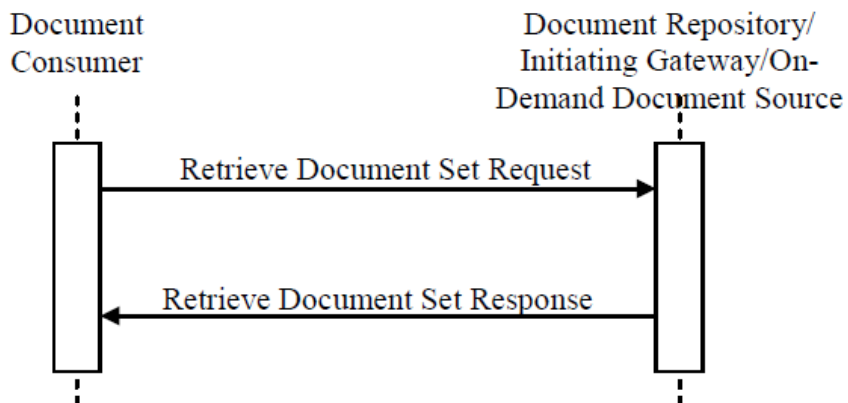 Document
Consumer
Document Repository/
Initiating Gateway/On-
Demand Document Source
Retrieve Document Set Request
Retrieve Document Set Response